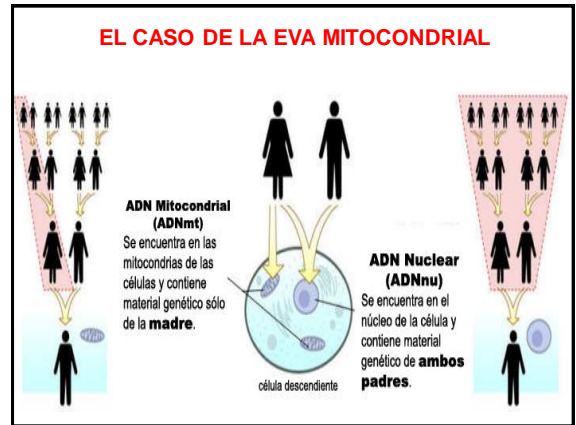 EL CASO DE LA EVA MITOCONDRIAL
ADN Mitocondrial
(ADNmt)
Se encuentra en las
mitocondrias de las
células y contiene
material genético sólo
de la madre.
célula descendiente
ADN Nuclear
(ADNnu)
Se encuentra en el
núcleo de la célula y
contiene material
genético de ambos
padres.